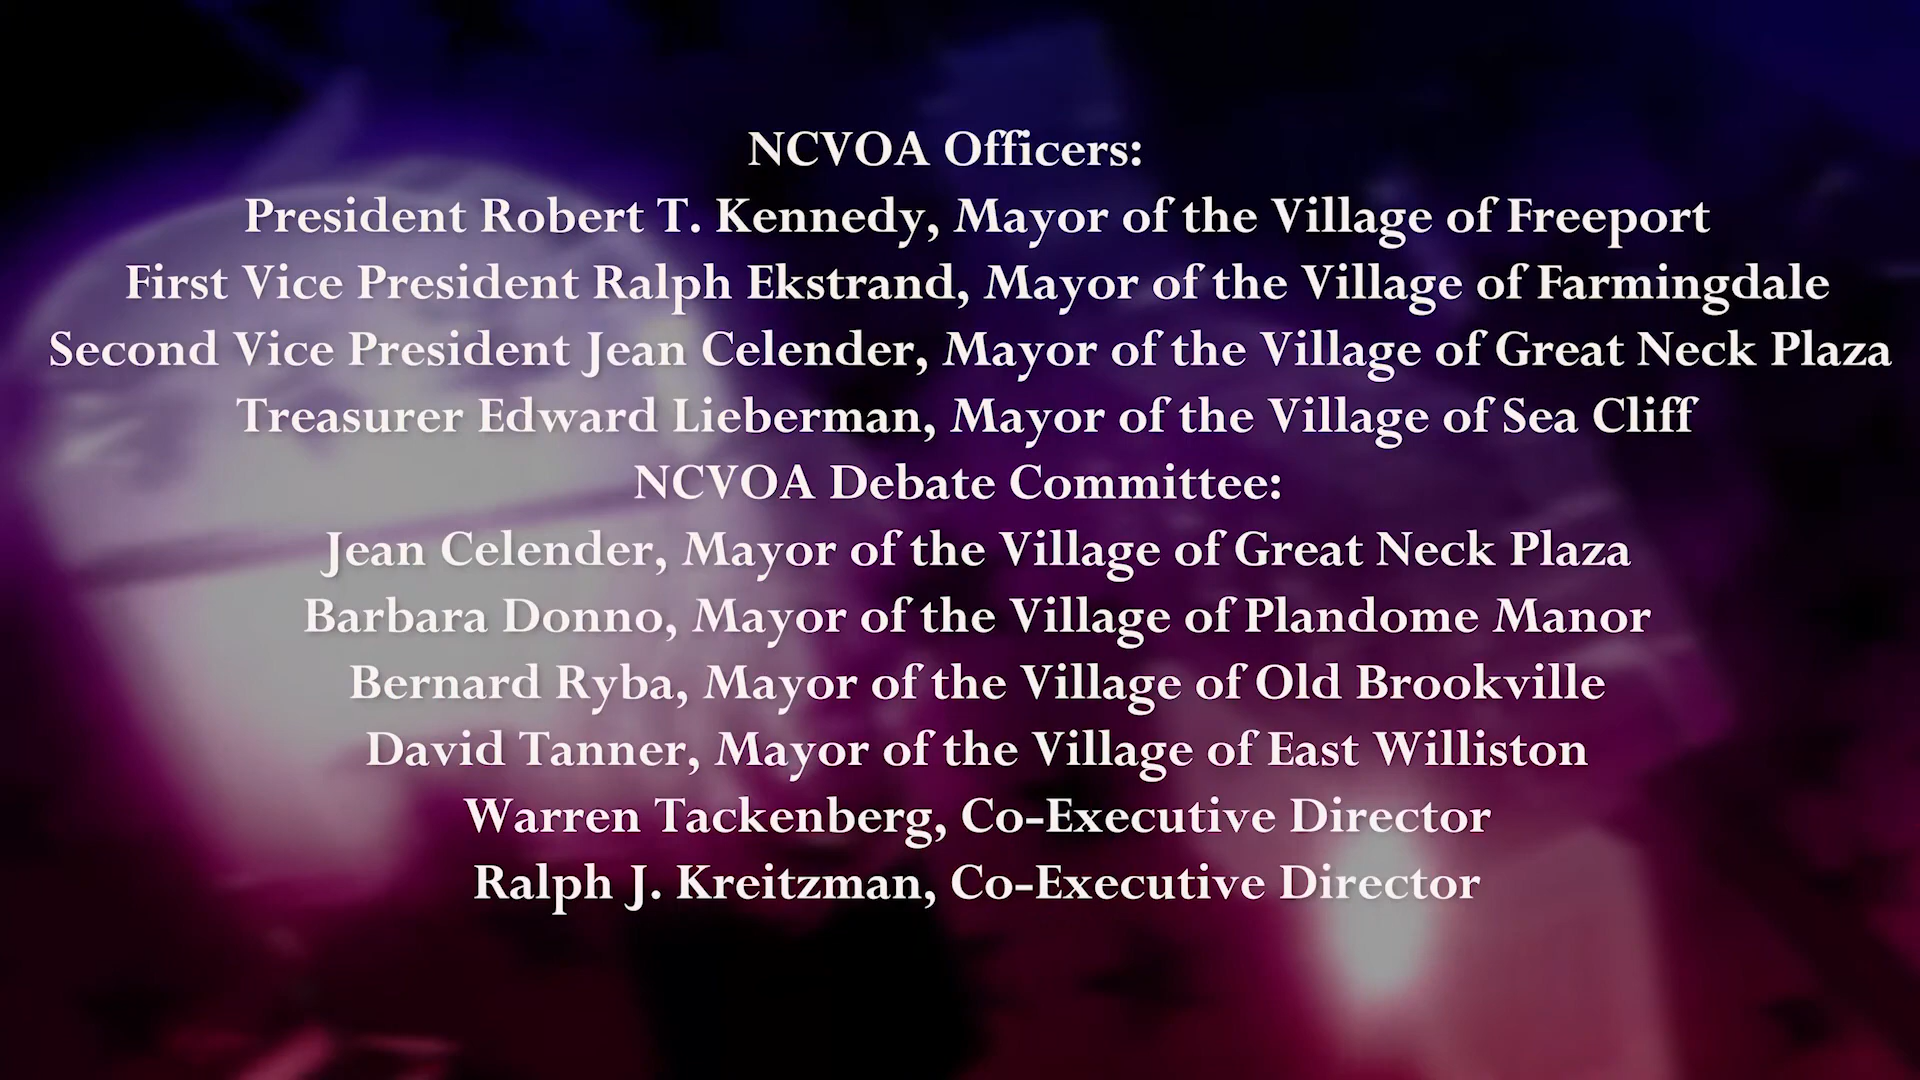 NCVOA Officers:
President Robert T. Kennedy, Mayor of the Village of Freeport
First Vice President Ralph Ekstrand, Mayor of the Village of Farmingdale
Second Vice President Jean Celender, Mayor of the Village of Great Neck Plaza
Treasurer Edward Lieberman, Mayor of the Village of Sea Cliff
NCVOA Debate Committee:
Jean Celender, Mayor of the Village of Great Neck Plaza
Barbara Donno, Mayor of the Village of Plandome Manor
Bernard Ryba, Mayor of the Village of Old Brookville
David Tanner, Mayor of the Village of East Williston
Warren Tackenberg, Co-Executive Director
Ralph J. Kreitzman, Co-Executive Director